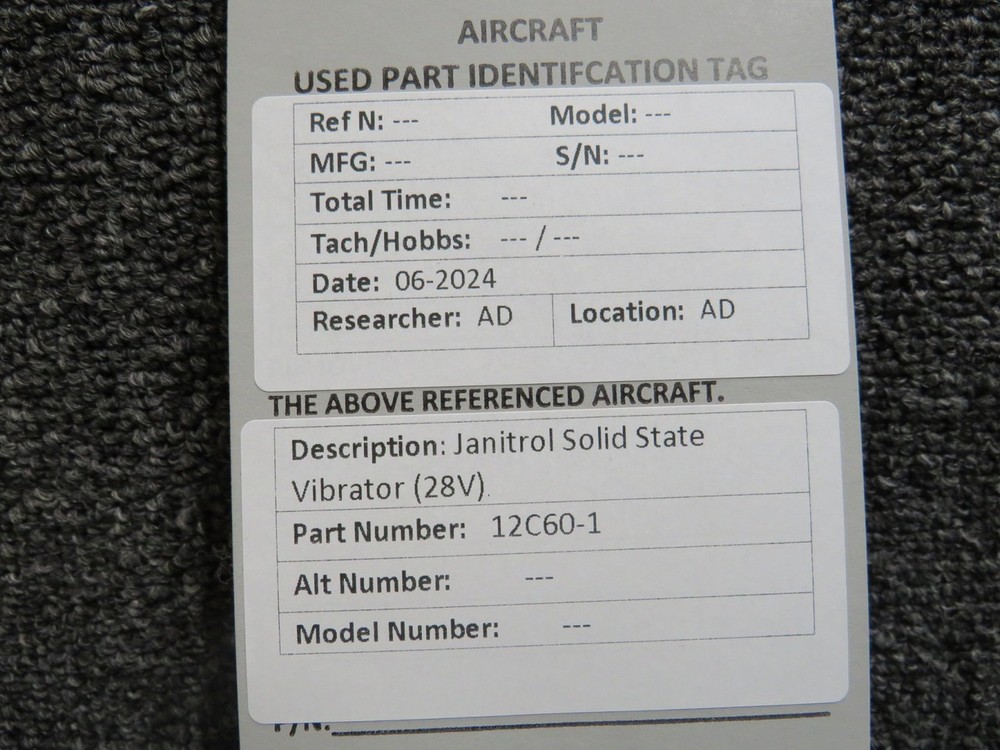 AIRCRAFT
USED PART IDENTIFCATION TAG
Ref N: --- Model: ---
MFG: --- S/N: ---
Total Time: ---
Tach/Hobbs: --- / ---
Date: 06-2024
Researcher: AD Location: AD
THE ABOVE REFERENCED AIRCRAFT.
Description: Janitrol Solid State
Vibrator (28V).
Part Number: 12C60-1
Alt Number: ---
Model Number: ---
P/N: